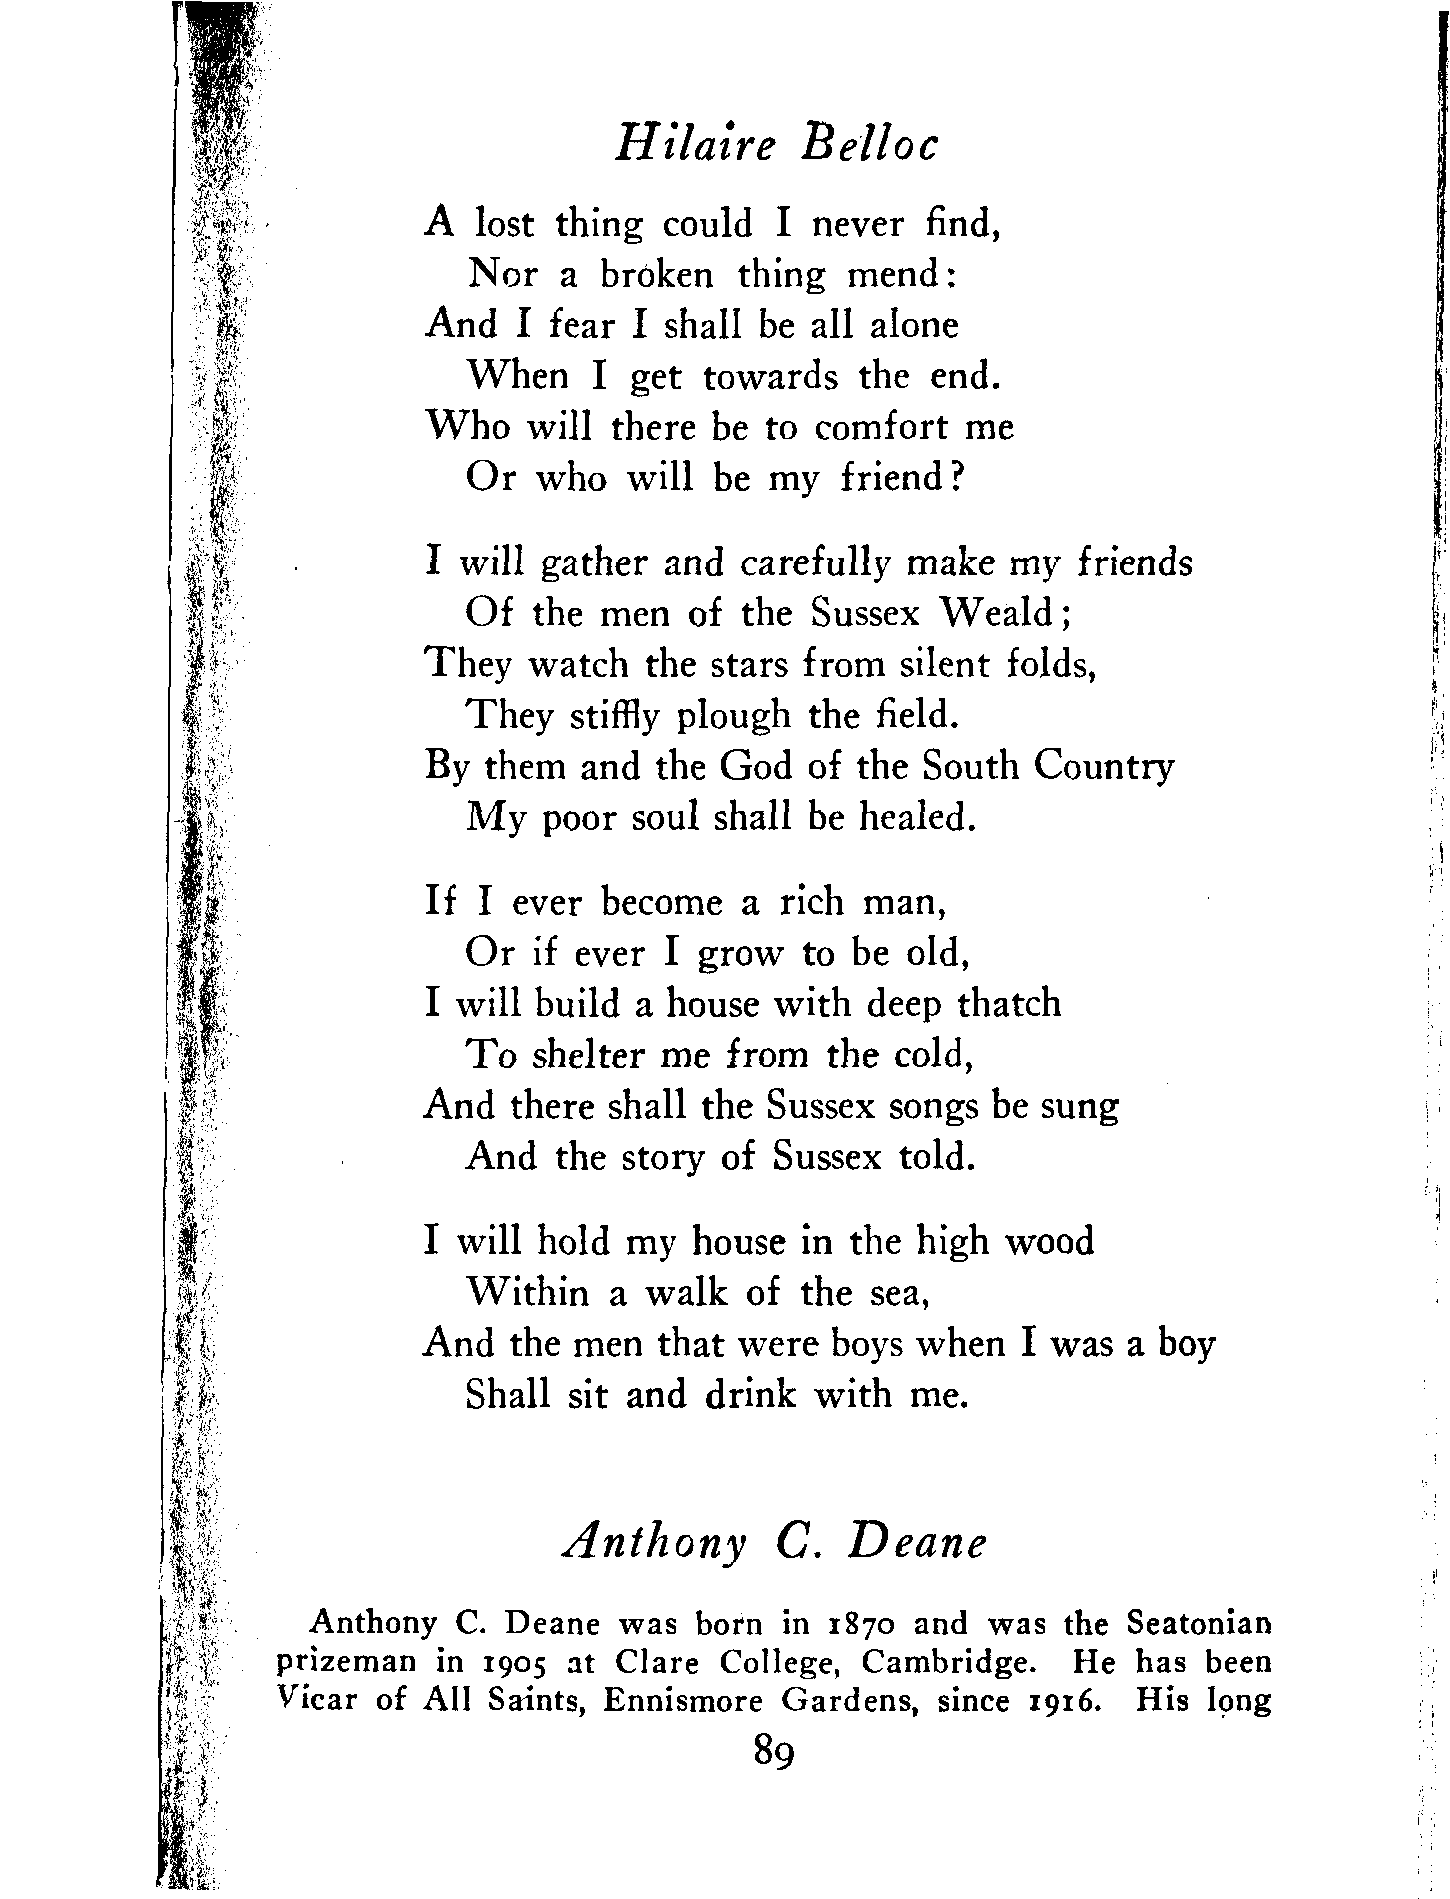 Hilaire Belloc
A lost thing could I never find,
Nor a broken thing mend:
And I fear I shall be all alone
When I get towards the end.
Who will there be to comfort me
Or who will be my friend?
I will gather and carefully make my friends
Of the men of the Sussex Weald;
They watch the stars from silent folds,
They stiffly plough the field.
By them and the God of the South Country
My poor soul shall be healed.
If I ever become a rich man,
Or if ever I grow to be old,
I will build a house with deep thatch
To shelter me from the cold,
And there shall the Sussex songs be sung
And the story of Sussex told.
I will hold my house in the high wood
Within a walk of the sea,
And the men that were boys when I was a boy
Shall sit and drink with me.
Anthony C. Deane
Anthony C. Deane was born in 1870 and was the Seatonian
prizeman in 1905 at Clare College, Cambridge. He has been
Vicar of All Saints, Ennismore Gardens, since 1916. His long
89